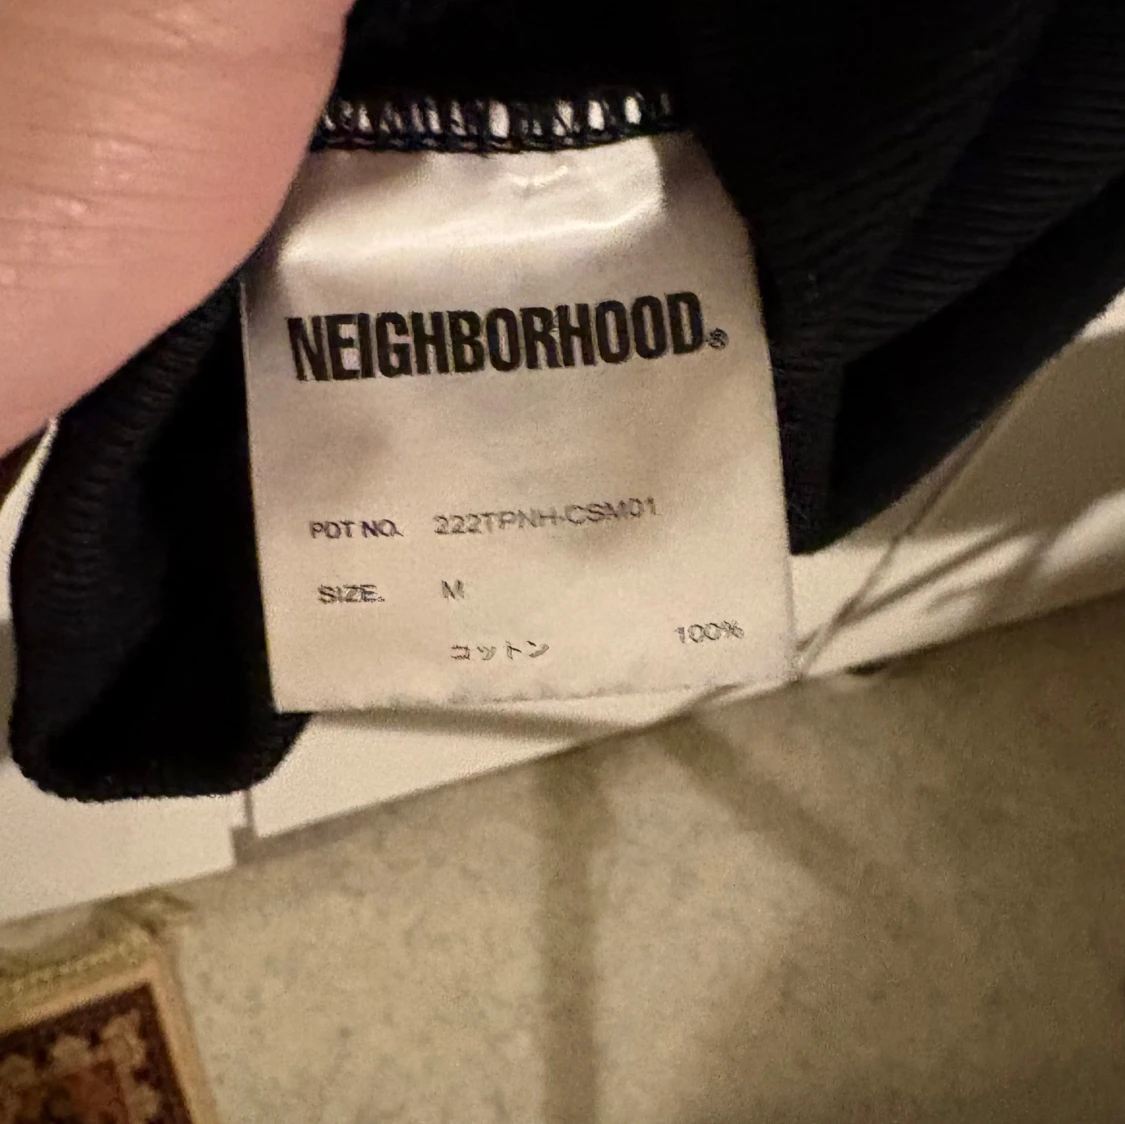 NEIGHBORHOOD®
PDT NO. 222TPNH-CSM01
SIZE. M
コットン 100%